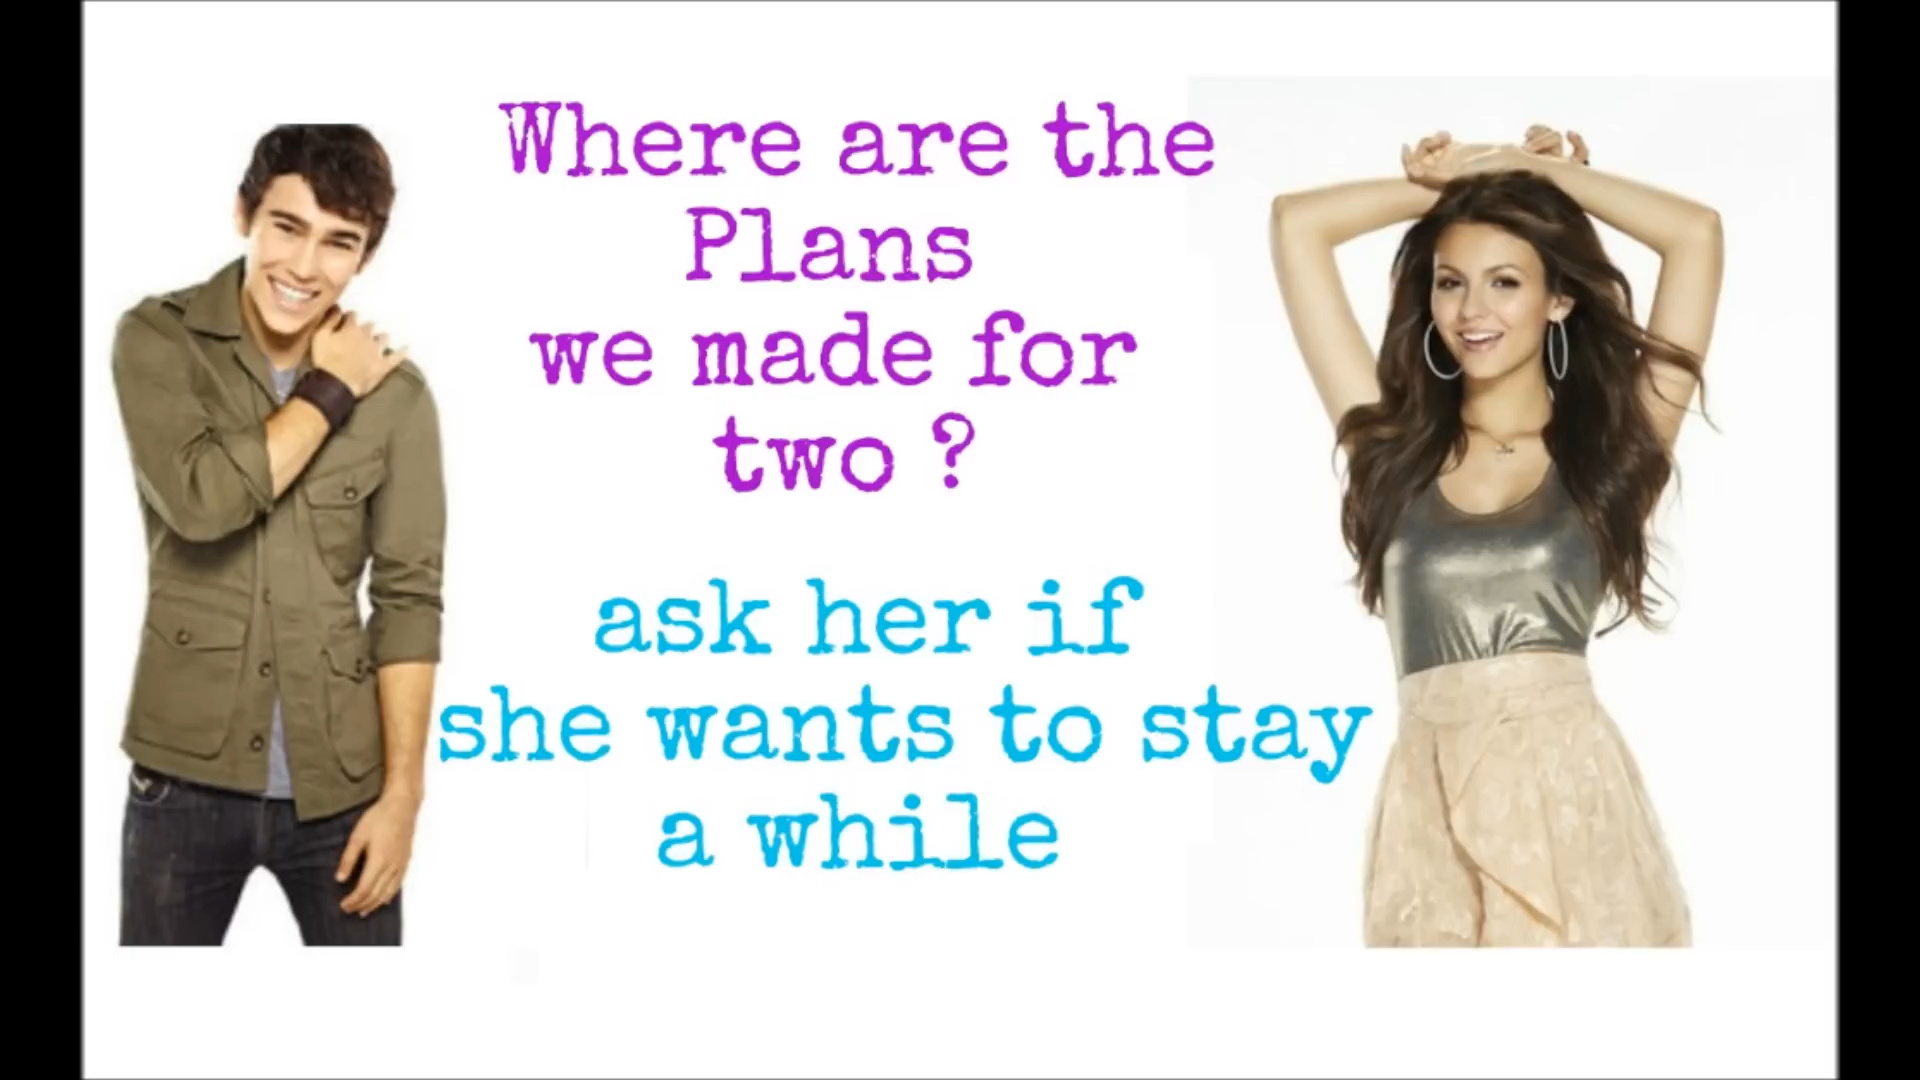 Where are the
Plans
we made for
two ?
ask her if
she wants to stay
a while